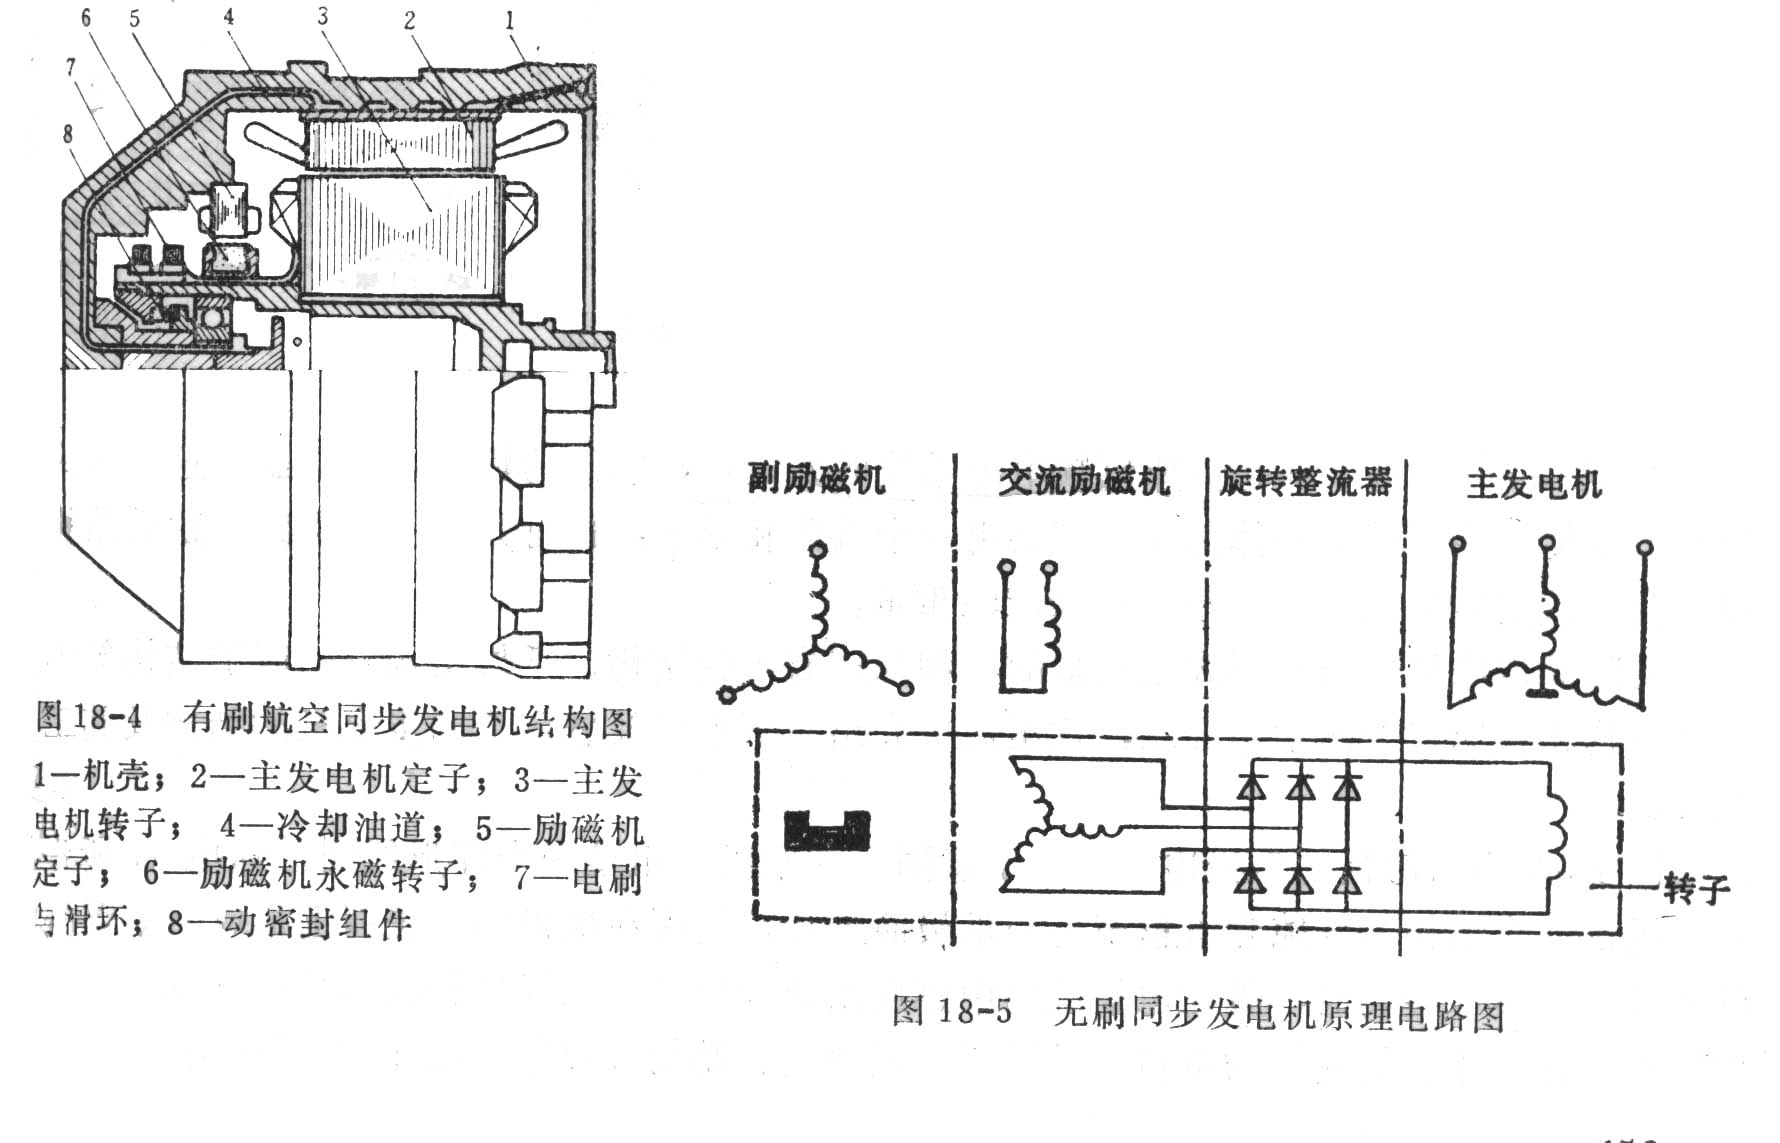 6 5 4 3 2 1
7
8
图18-4 有刷航空同步发电机结构图
1—机壳；2—主发电机定子；3—主发
电机转子； 4—冷却油道； 5—励磁机
定子； 6—励磁机永磁转子； 7—电刷
与滑环；8—动密封组件
副励磁机 交流励磁机 旋转整流器 主发电机
转子
图 18-5 无刷同步发电机原理电路图